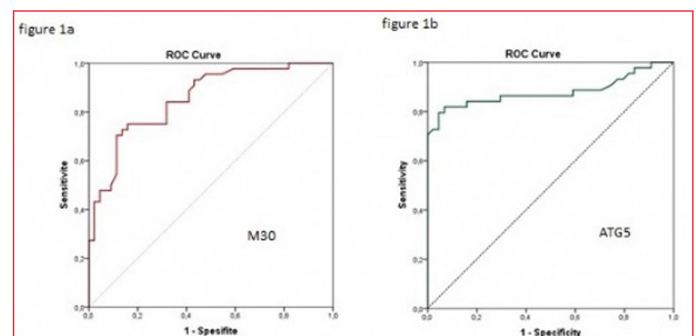 figure 1a
ROC Curve
1,0
0,8
0,6
0,4
0,2
0,0
Sensitivite
M30
0,0 0,2 0,4 0,6 0,8 1,0
1 - Spesifite
figure 1b
ROC Curve
1,0
0,8
0,6
0,4
0,2
0,0
Sensitivity
ATG5
0,0 0,2 0,4 0,6 0,8 1,0
1 - Specificity